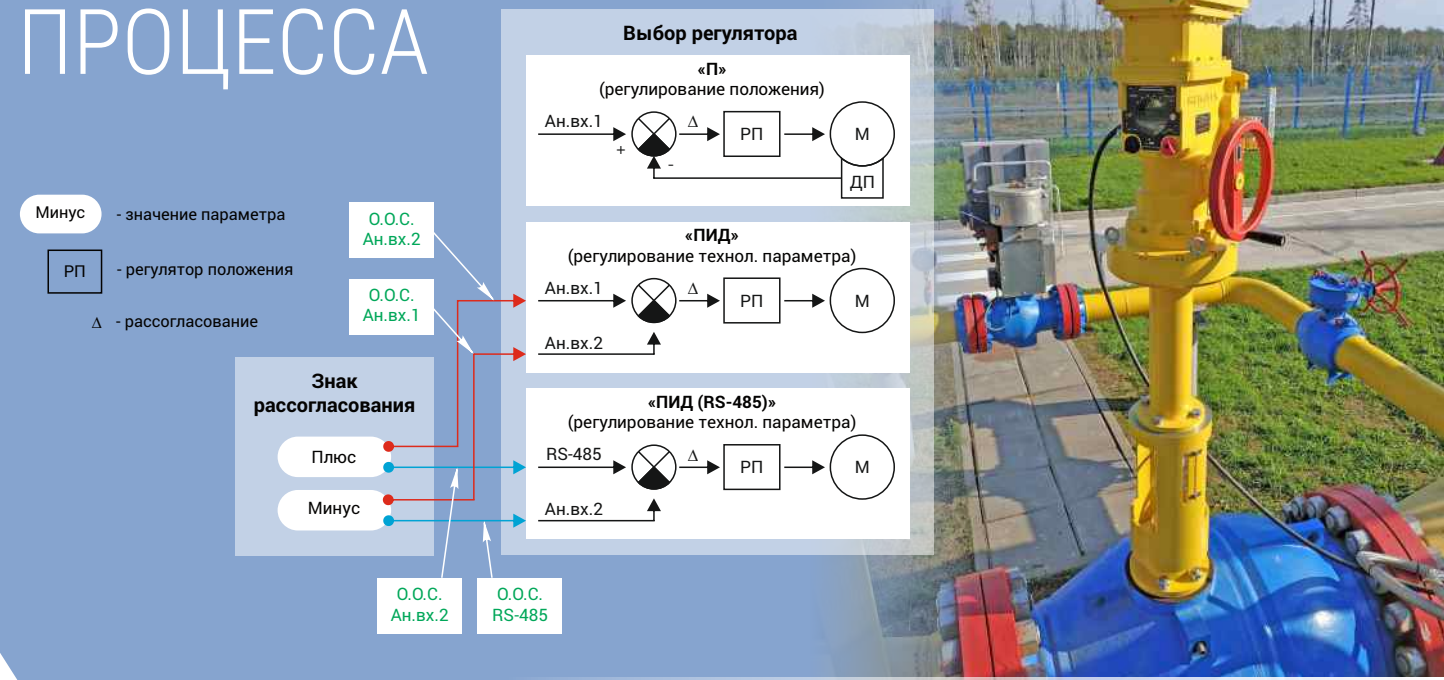 ПРОЦЕССА
Минус - значение параметра
РП - регулятор положения
Δ - рассогласование
О.О.С.
Ан.вх.2
О.О.С.
Ан.вх.1
Знак
рассогласования
Плюс
Минус
О.О.С.
Ан.вх.2
О.О.С.
RS-485
Выбор регулятора
«П»
(регулирование положения)
Ан.вх.1
+
-
Δ
РП
М
ДП
«ПИД»
(регулирование технол. параметра)
Ан.вх.1
Δ
РП
М
Ан.вх.2
«ПИД (RS-485)»
(регулирование технол. параметра)
RS-485
Δ
РП
М
Ан.вх.2